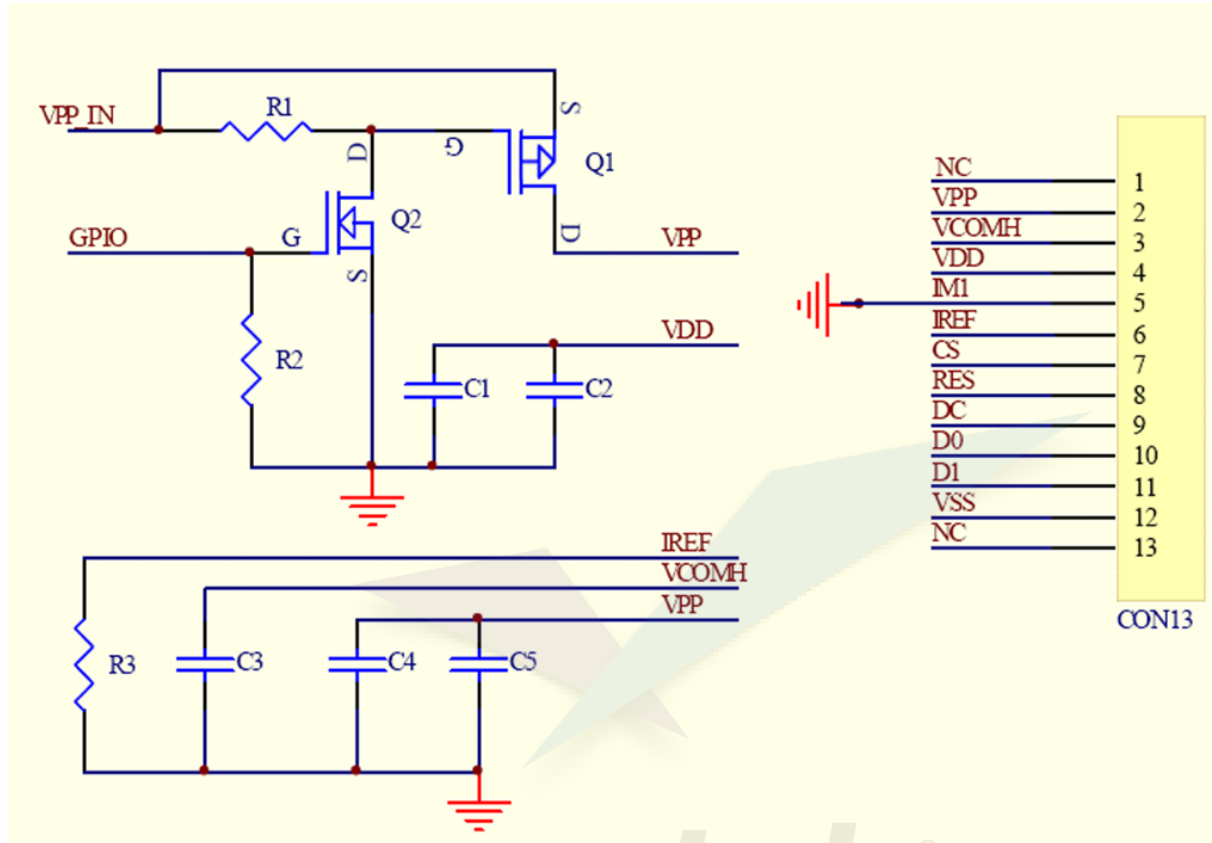 VPP_IN
R1
S
D
G
Q1
Q2
GPIO
G
D
VPP
S
R2
VDD
C1
C2
IREF
VCOMH
VPP
R3
C3
C4
C5
NC
1
VPP
2
VCOMH
3
VDD
4
IM1
5
IREF
6
CS
7
RES
8
DC
9
D0
10
D1
11
VSS
12
NC
13
CON13